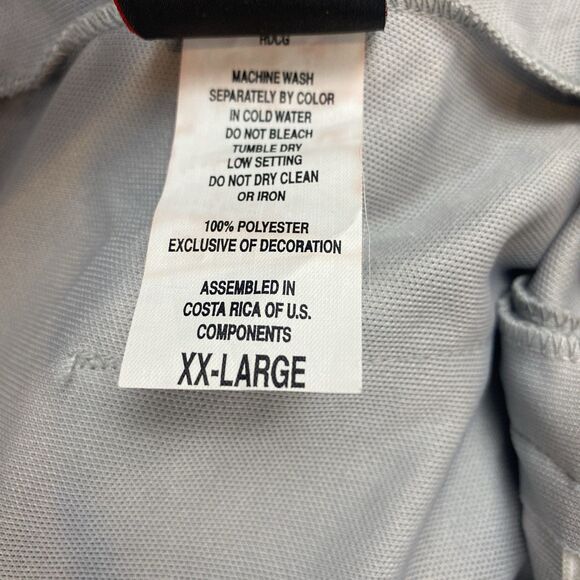 RDCG
MACHINE WASH
SEPARATELY BY COLOR
IN COLD WATER
DO NOT BLEACH
TUMBLE DRY
LOW SETTING
DO NOT DRY CLEAN
OR IRON
100% POLYESTER
EXCLUSIVE OF DECORATION
ASSEMBLED IN
COSTA RICA OF U.S.
COMPONENTS
XX-LARGE